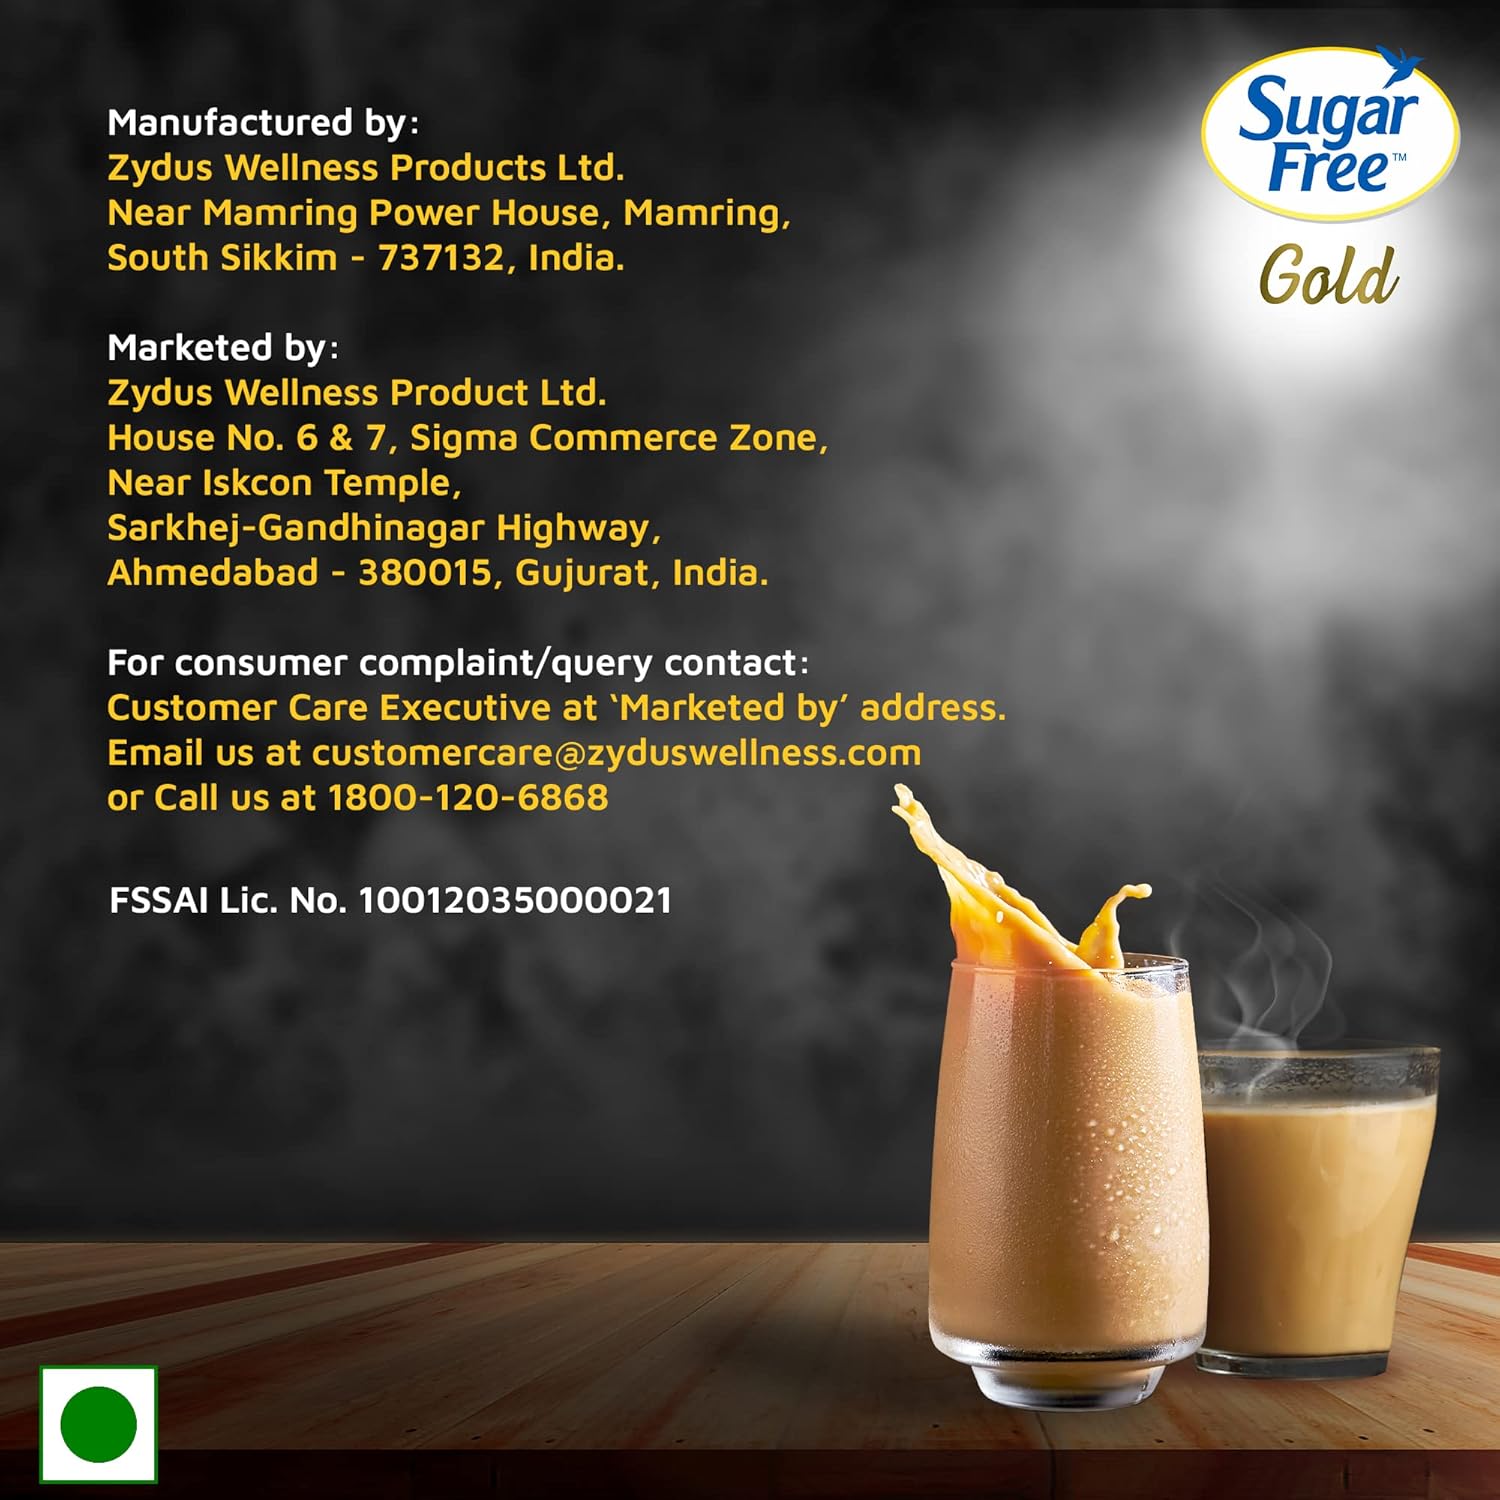 Sugar
Free™
Gold
Manufactured by:
Zydus Wellness Products Ltd.
Near Mamring Power House, Mamring,
South Sikkim - 737132, India.
Marketed by:
Zydus Wellness Product Ltd.
House No. 6 & 7, Sigma Commerce Zone,
Near Iskcon Temple,
Sarkhej-Gandhinagar Highway,
Ahmedabad - 380015, Gujurat, India.
For consumer complaint/query contact:
Customer Care Executive at ‘Marketed by’ address.
Email us at customercare@zyduswellness.com
or Call us at 1800-120-6868
FSSAI Lic. No. 10012035000021